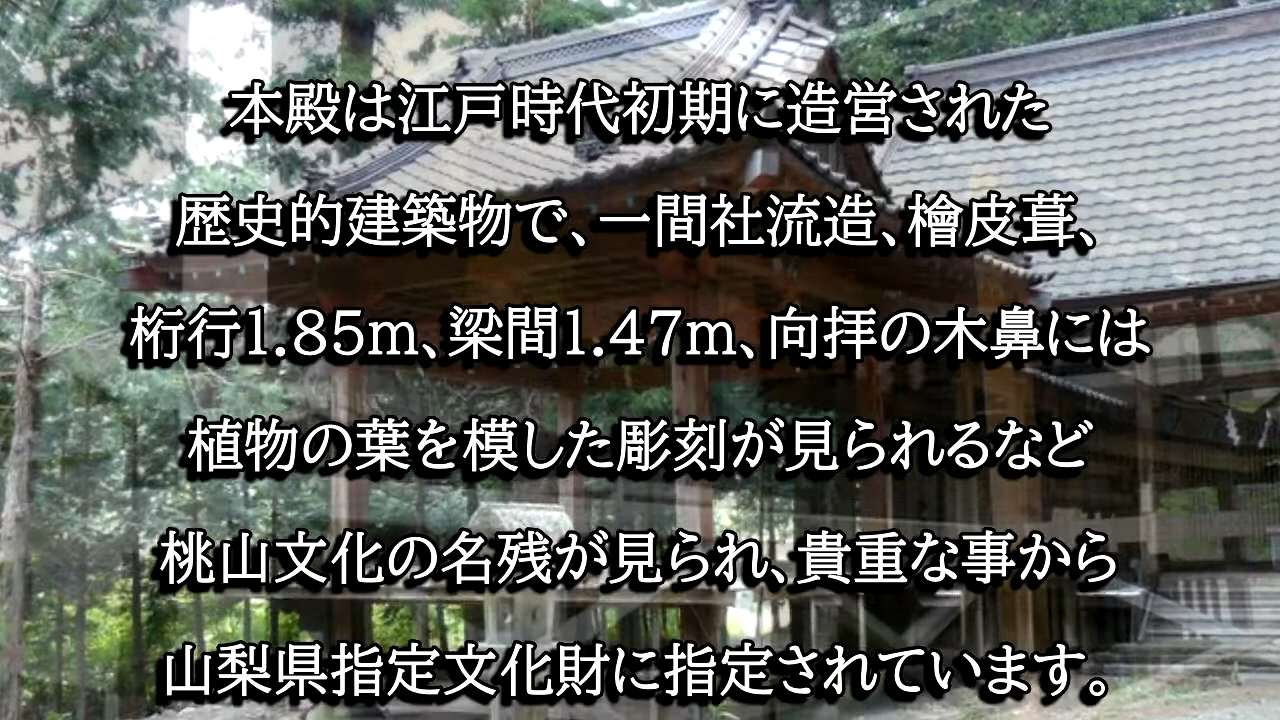 本殿は江戸時代初期に造営された
歴史的建築物で、一間社流造、檜皮葺、
桁行1.85m、梁間1.47m、向拝の木鼻には
植物の葉を模した彫刻が見られるなど
桃山文化の名残が見られ、貴重な事から
山梨県指定文化財に指定されています。